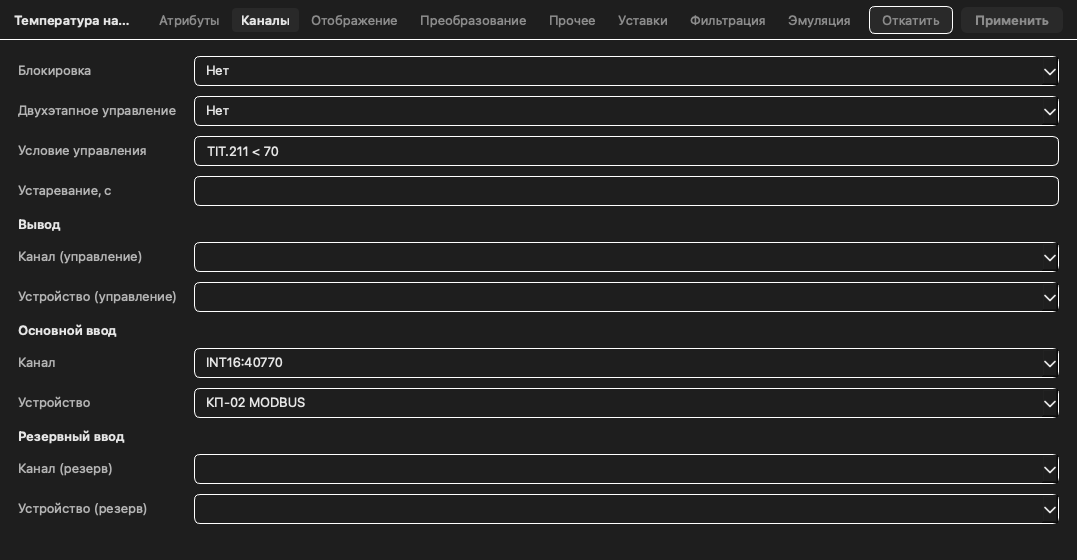 Температура на...
Атрибуты
Каналы
Отображение
Преобразование
Прочее
Уставки
Фильтрация
Эмуляция
Откатить
Применить
Блокировка
Нет
Двухэтапное управление
Нет
Условие управления
TIT.211 < 70
Устаревание, с
Вывод
Канал (управление)
Устройство (управление)
Основной ввод
Канал
INT16:40770
Устройство
КП-02 MODBUS
Резервный ввод
Канал (резерв)
Устройство (резерв)